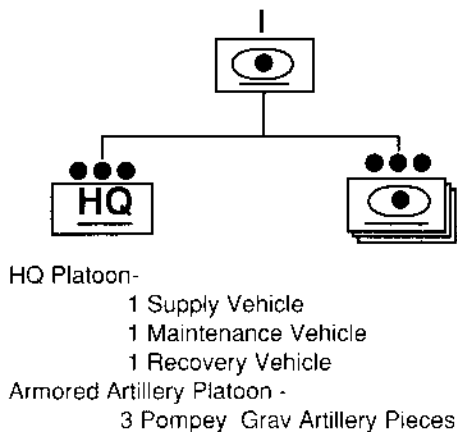 I
HQ
HQ Platoon-
1 Supply Vehicle
1 Maintenance Vehicle
1 Recovery Vehicle
Armored Artillery Platoon -
3 Pompey Grav Artillery Pieces